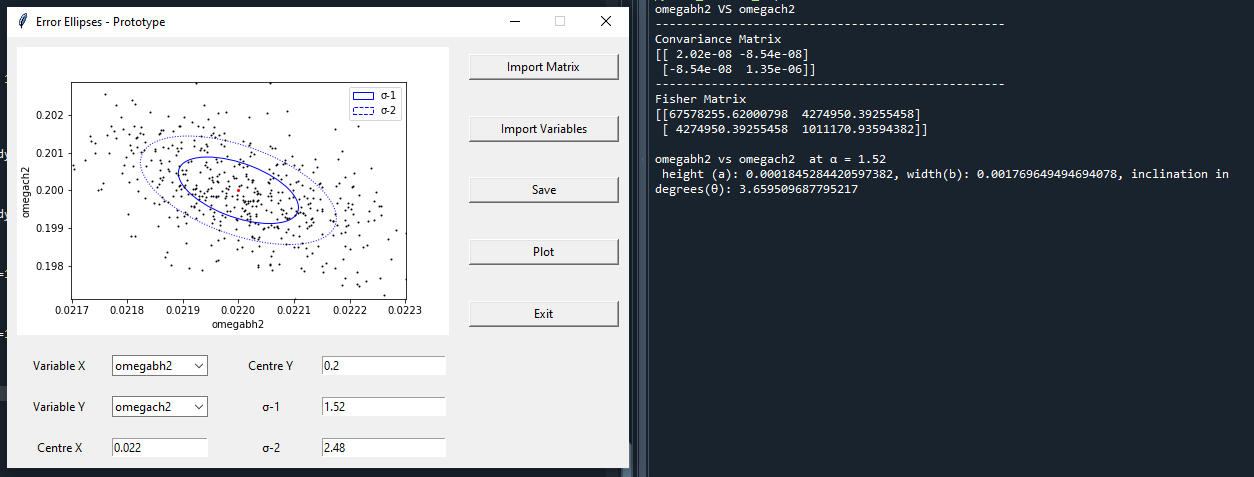 Error Ellipses - Prototype
σ-1
σ-2
0.202
0.201
0.200
0.199
0.198
omegach2
0.0217
0.0218
0.0219
0.0220
0.0221
0.0222
0.0223
omegabh2
Import Matrix
Import Variables
Save
Plot
Exit
Variable X omegabh2 Centre Y 0.2
Variable Y omegach2 σ-1 1.52
Centre X 0.022 σ-2 2.48
omegabh2 VS omegach2
--------------------------------------------------
Convariance Matrix
[[ 2.02e-08 -8.54e-08]
[-8.54e-08 1.35e-06]]
--------------------------------------------------
Fisher Matrix
[[67578255.62000798 4274950.39255458]
[ 4274950.39255458 1011170.93594382]]
omegabh2 vs omegach2 at α = 1.52
height (a): 0.0001845284420597382, width(b): 0.001769649494694078, inclination in
degrees(θ): 3.659509687795217